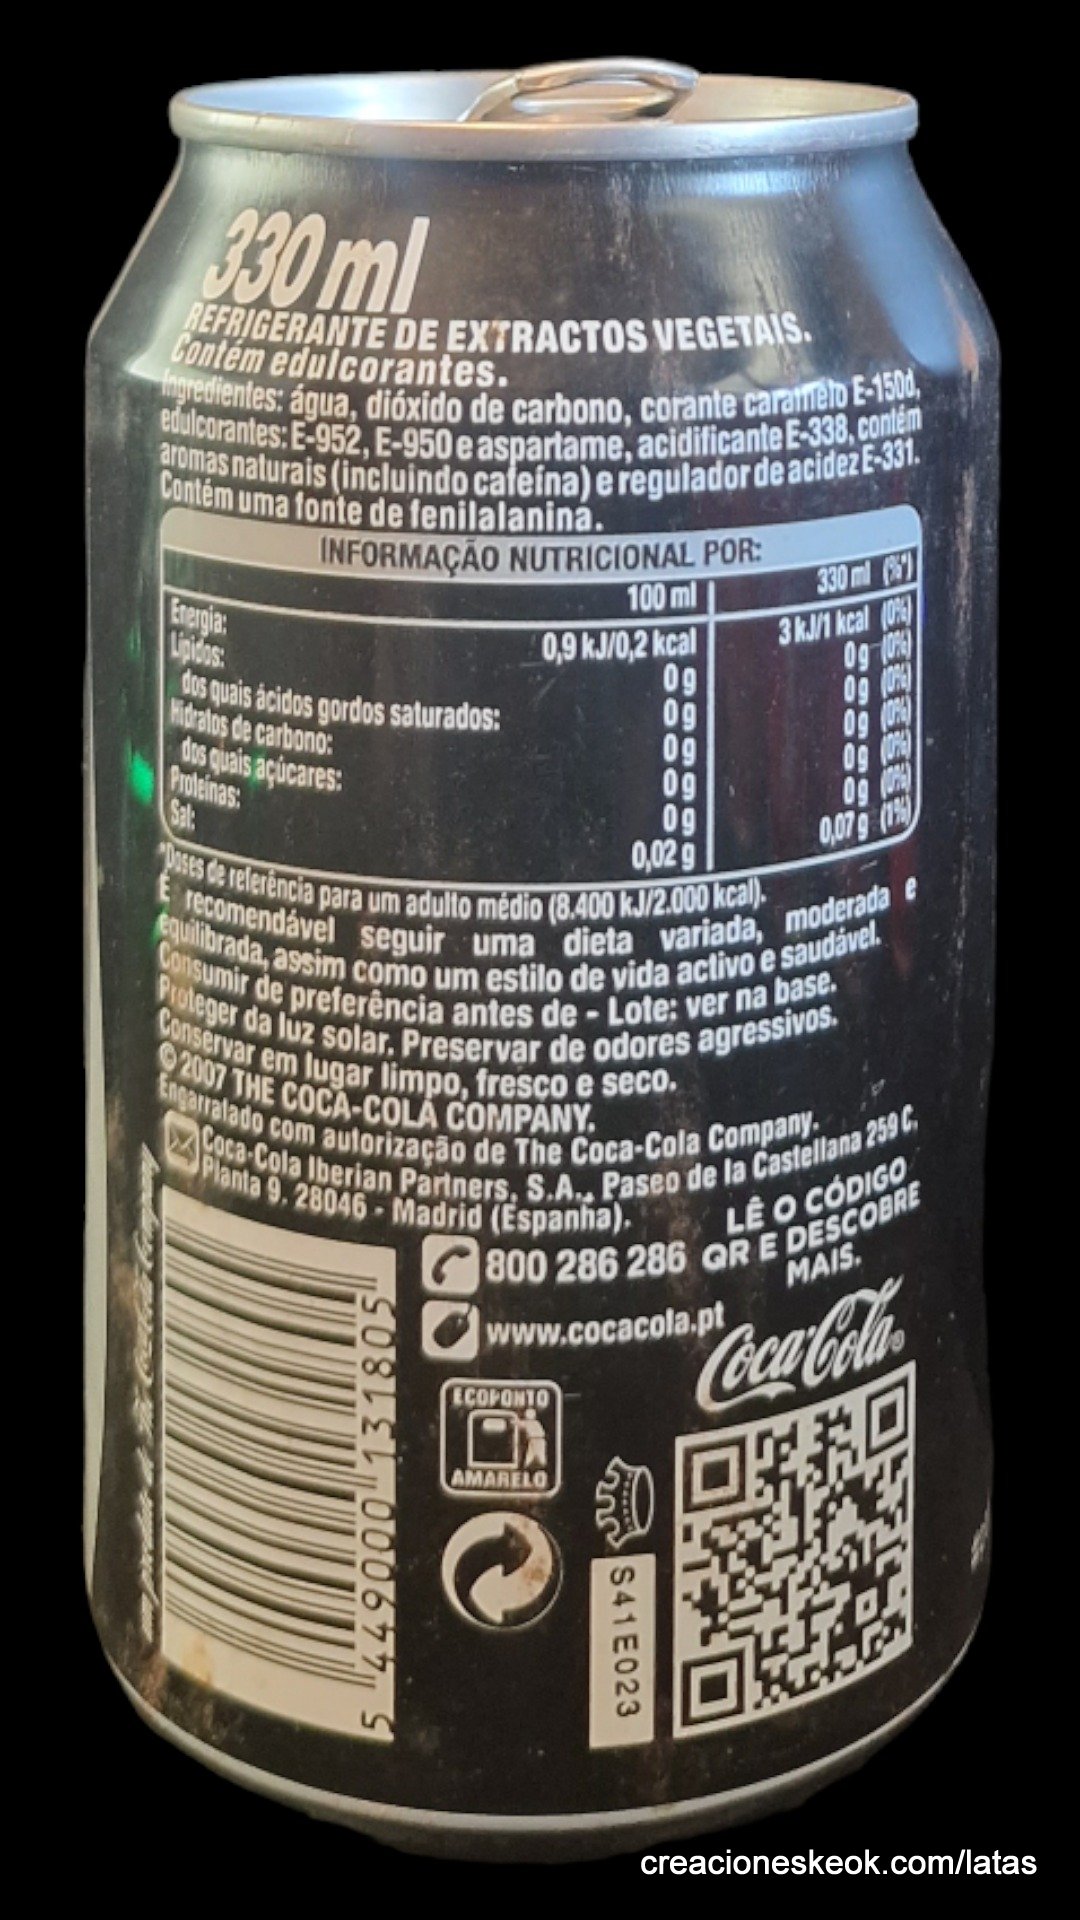 330 ml
REFRIGERANTE DE EXTRACTOS VEGETAIS.
Contém edulcorantes.
Ingredientes: água, dióxido de carbono, corante caramelo E-150d,
edulcorantes: E-952, E-950 e aspartame, acidificante E-338, contém
aromas naturais (incluindo cafeína) e regulador de acidez E-331.
Contém uma fonte de fenilalanina.
INFORMAÇÃO NUTRICIONAL POR:
100 ml 330 ml (%*)
Energia: 0,9 kJ/0,2 kcal 3 kJ/1 kcal (0%)
Lípidos: 0 g 0 g (0%)
dos quais ácidos gordos saturados: 0 g 0 g (0%)
Hidratos de carbono: 0 g 0 g (0%)
dos quais açúcares: 0 g 0 g (0%)
Proteínas: 0 g 0 g (0%)
Sal: 0,02 g 0,07 g (1%)
*Doses de referência para um adulto médio (8.400 kJ/2.000 kcal).
É recomendável seguir uma dieta variada, moderada e
equilibrada, assim como um estilo de vida activo e saudável.
Consumir de preferência antes de - Lote: ver na base.
Proteger da luz solar. Preservar de odores agressivos.
Conservar em lugar limpo, fresco e seco.
© 2007 THE COCA-COLA COMPANY.
Engarrafado com autorização de The Coca-Cola Company.
Coca-Cola Iberian Partners, S.A., Paseo de la Castellana 259 C,
Planta 9. 28046 - Madrid (Espanha).
800 286 286
www.cocacola.pt
LÊ O CÓDIGO
QR E DESCOBRE
MAIS.
Coca-Cola®
ECOPONTO
AMARELO
S41E023
5 449000 131805
creacioneskeok.com/latas